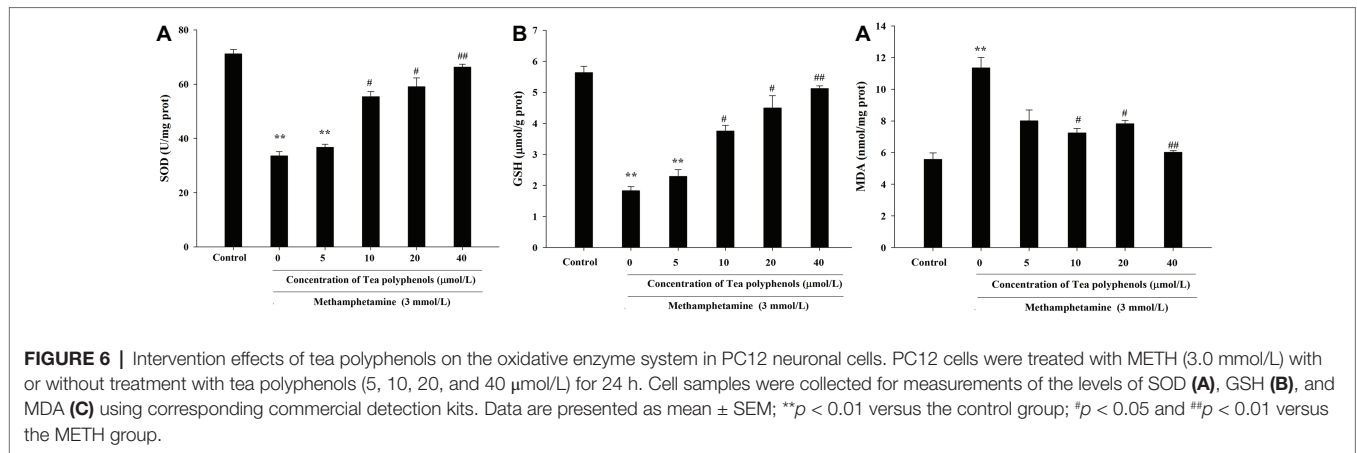 A
SOD (U/mg prot)
80
60
40
20
0
**
**
#
#
##
Control 0 5 10 20 40
Concentration of Tea polyphenols (μmol/L)
Methamphetamine (3 mmol/L)
B
GSH (μmol/g prot)
7
6
5
4
3
2
1
0
**
**
#
#
##
Control 0 5 10 20 40
Concentration of Tea polyphenols (μmol/L)
Methamphetamine (3 mmol/L)
A
MDA (nmol/mg prot)
14
12
10
8
6
4
2
0
**
#
#
##
Control 0 5 10 20 40
Concentration of Tea polyphenols (μmol/L)
Methamphetamine (3 mmol/L)
FIGURE 6 | Intervention effects of tea polyphenols on the oxidative enzyme system in PC12 neuronal cells. PC12 cells were treated with METH (3.0 mmol/L) with
or without treatment with tea polyphenols (5, 10, 20, and 40 μmol/L) for 24 h. Cell samples were collected for measurements of the levels of SOD (A), GSH (B), and
MDA (C) using corresponding commercial detection kits. Data are presented as mean ± SEM; **p < 0.01 versus the control group; #p < 0.05 and ##p < 0.01 versus
the METH group.